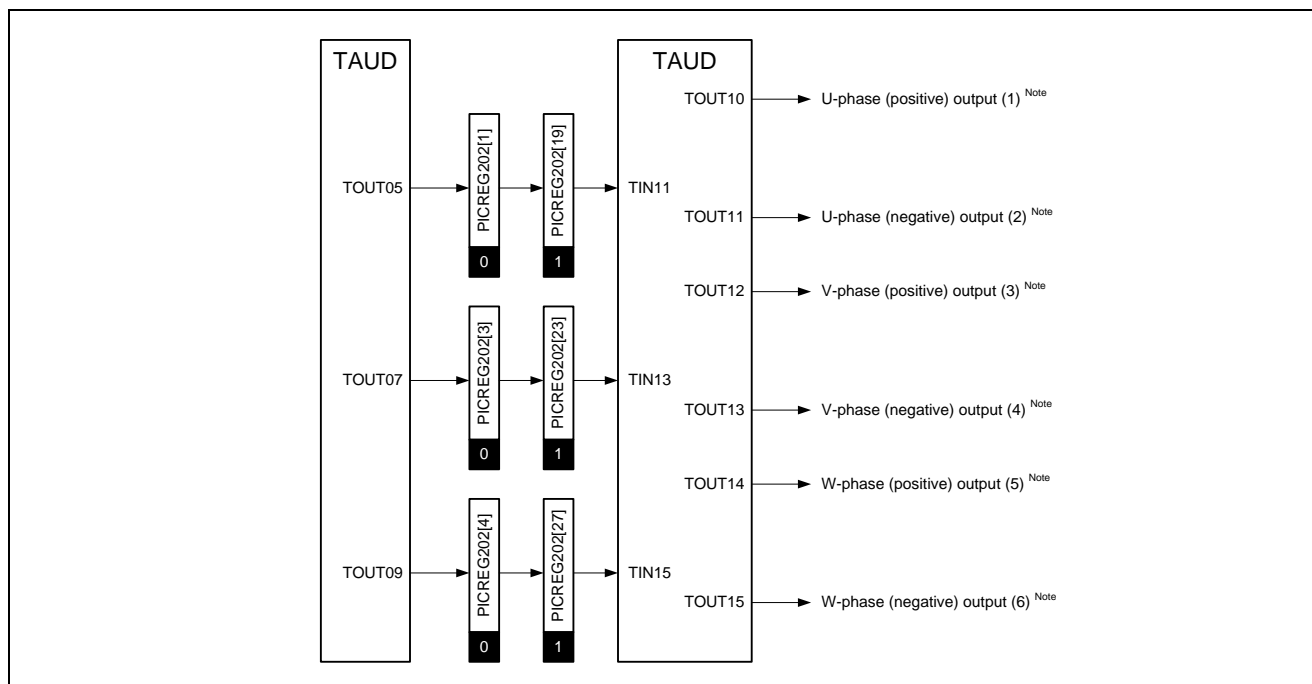 TAUD
TAUD
TOUT10
U-phase (positive) output (1) Note
PICREG202[1]
PICREG202[19]
TOUT05
TIN11
TOUT11
U-phase (negative) output (2) Note
0
1
TOUT12
V-phase (positive) output (3) Note
PICREG202[3]
PICREG202[23]
TOUT07
TIN13
TOUT13
V-phase (negative) output (4) Note
0
1
TOUT14
W-phase (positive) output (5) Note
PICREG202[4]
PICREG202[27]
TOUT09
TIN15
TOUT15
W-phase (negative) output (6) Note
0
1